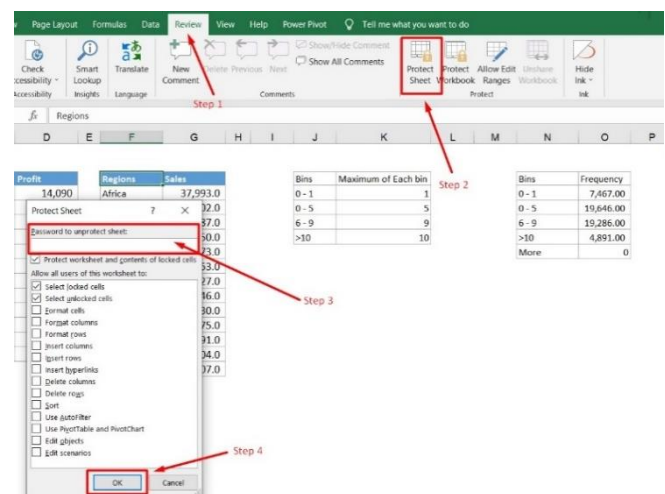 Page Layout Formulas Data Review View Help Power Pivot Tell me what you want to do
Check Smart Lookup Translate New Comment Delete Previous Next Show/Hide Comment Show All Comments Protect Sheet Protect Workbook Allow Edit Ranges Unshare Workbook Hide Ink
Insights Language Comments Protect Ink
Step 1
fx Regions
D E F G H I J K L M N O P
Step 2
Profit Regions Sales Bins Maximum of Each bin Bins Frequency
14,090 Africa 37,993.0 0 - 1 1 0 - 1 7,467.00
0 - 5 5 0 - 5 19,646.00
6 - 9 9 6 - 9 19,286.00
>10 10 >10 4,891.00
More 0
Protect Sheet ? ×
Password to unprotect sheet:
Step 3
Protect worksheet and contents of locked cells
Allow all users of this worksheet to:
Select locked cells
Select unlocked cells
Format cells
Format columns
Format rows
Insert columns
Insert rows
Insert hyperlinks
Delete columns
Delete rows
Sort
Use AutoFilter
Use PivotTable and PivotChart
Edit objects
Edit scenarios
Step 4
OK Cancel